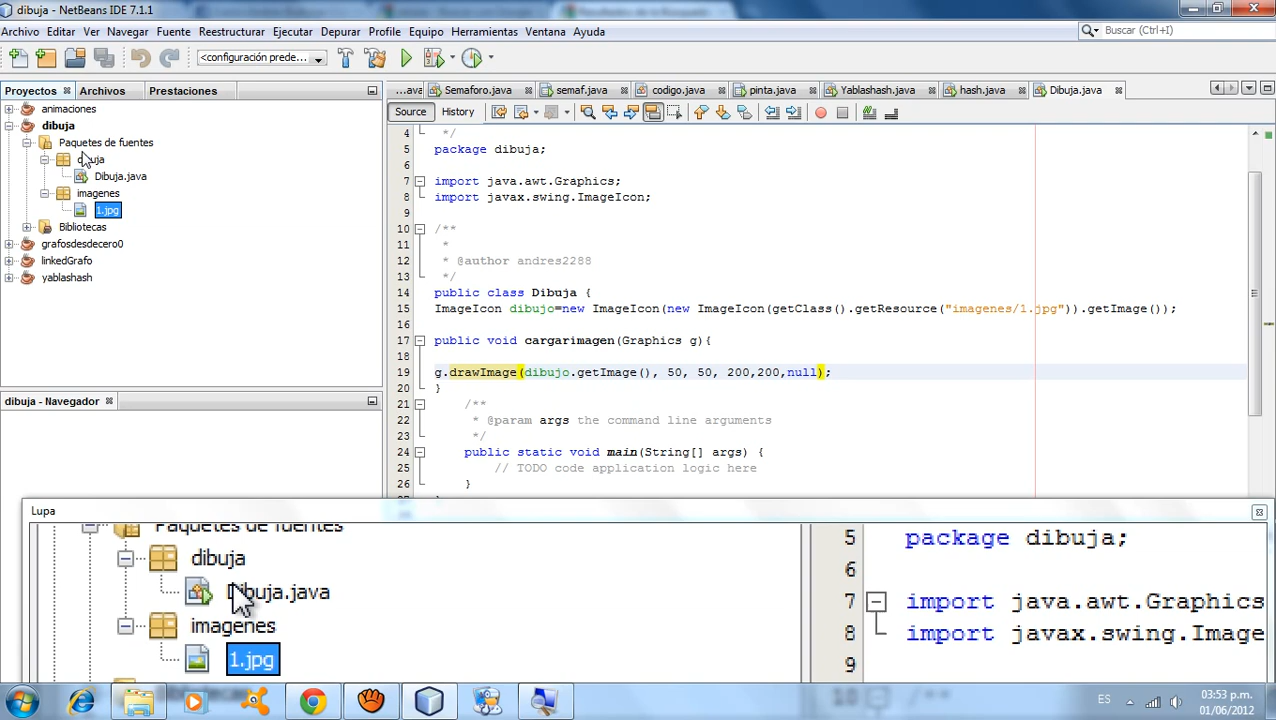 dibuja - NetBeans IDE 7.1.1
Archivo Editar Ver Navegar Fuente Reestructurar Ejecutar Depurar Profile Equipo Herramientas Ventana Ayuda
Buscar (Ctrl+I)
<configuración prede...
Proyectos Archivos Prestaciones
...ava Semaforo.java semaf.java codigo.java pinta.java Yablashash.java hash.java Dibuja.java
Source History
animaciones
dibuja
Paquetes de fuentes
Dibuja.java
imagenes
1.jpg
Bibliotecas
grafosdesdecero0
linkedGrafo
yablashash
dibuja - Navegador
4 */
5 package dibuja;
6
7 import java.awt.Graphics;
8 import javax.swing.ImageIcon;
9
10 /**
11 *
12 * @author andres2288
13 */
14 public class Dibuja {
15 ImageIcon dibujo=new ImageIcon(new ImageIcon(getClass().getResource("imagenes/1.jpg")).getImage());
16
17 public void cargarimagen(Graphics g){
18
19 g.drawImage(dibujo.getImage(), 50, 50, 200,200,null);
20 }
21 /**
22 * @param args the command line arguments
23 */
24 public static void main(String[] args) {
25 // TODO code application logic here
26 }
Lupa
Paquetes de fuentes
dibuja
Dibuja.java
imagenes
1.jpg
5 package dibuja;
6
7 import java.awt.Graphics
8 import javax.swing.Image
9
10 /**
ES
03:53 p.m.
01/06/2012